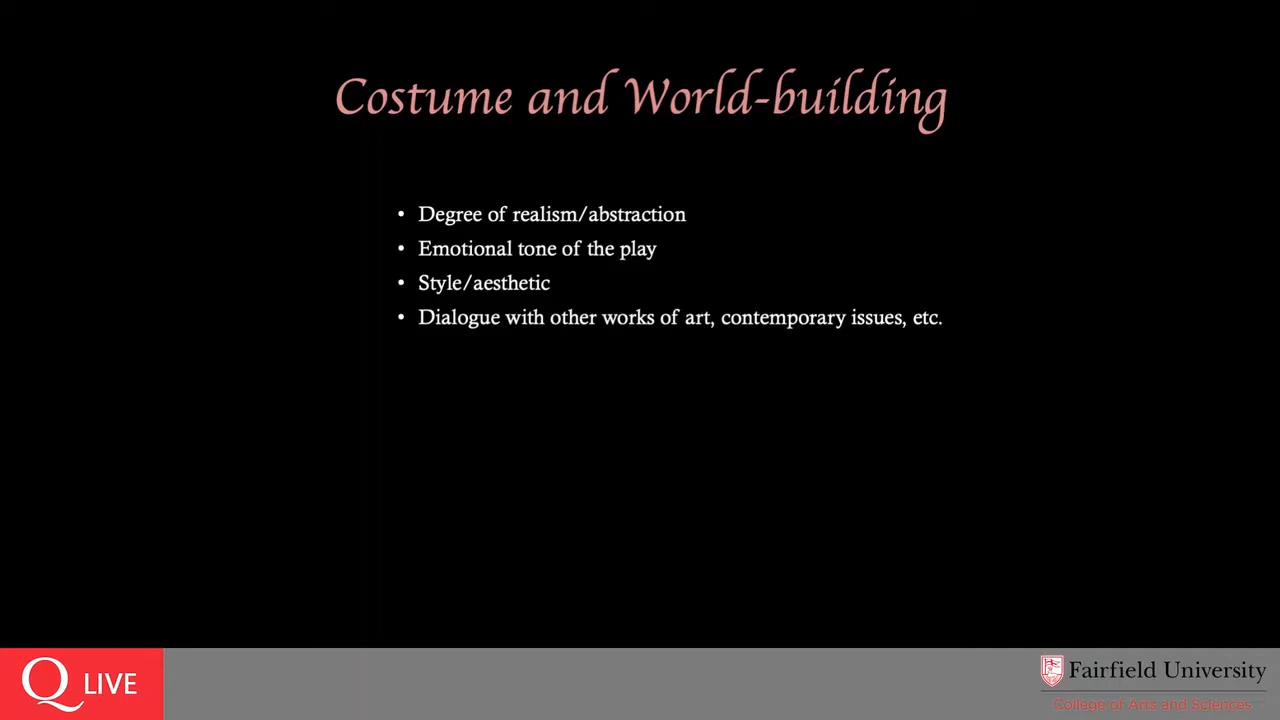 Costume and World-building
• Degree of realism/abstraction
• Emotional tone of the play
• Style/aesthetic
• Dialogue with other works of art, contemporary issues, etc.
Q LIVE
Fairfield University
College of Arts and Sciences